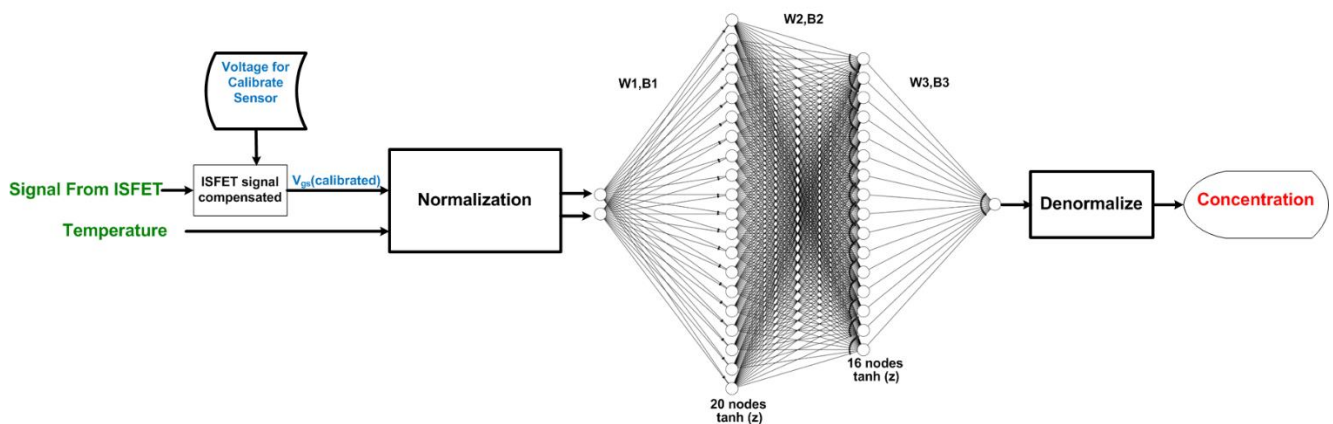 Voltage for
Calibrate
Sensor
Signal From ISFET
ISFET signal
compensated
Vgs(calibrated)
Temperature
Normalization
W1,B1
W2,B2
W3,B3
20 nodes
tanh (z)
16 nodes
tanh (z)
Denormalize
Concentration